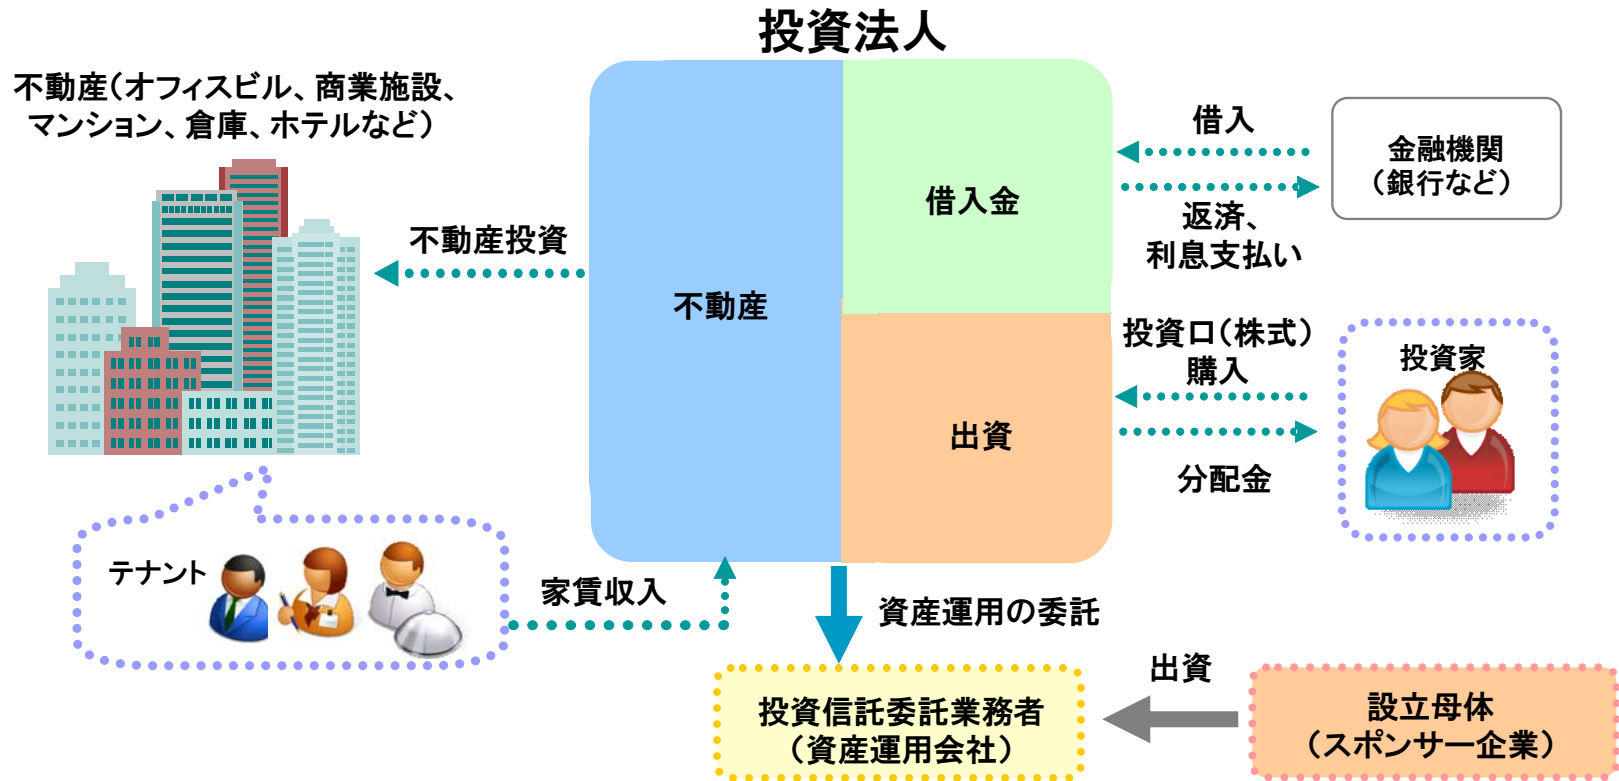 投資法人
不動産(オフィスビル、商業施設、
マンション、倉庫、ホテルなど)
不動産投資
不動産
借入金
出資
借入
返済、
利息支払い
金融機関
(銀行など)
投資口(株式)
購入
分配金
投資家
テナント
家賃収入
資産運用の委託
投資信託委託業務者
(資産運用会社)
出資
設立母体
(スポンサー企業)